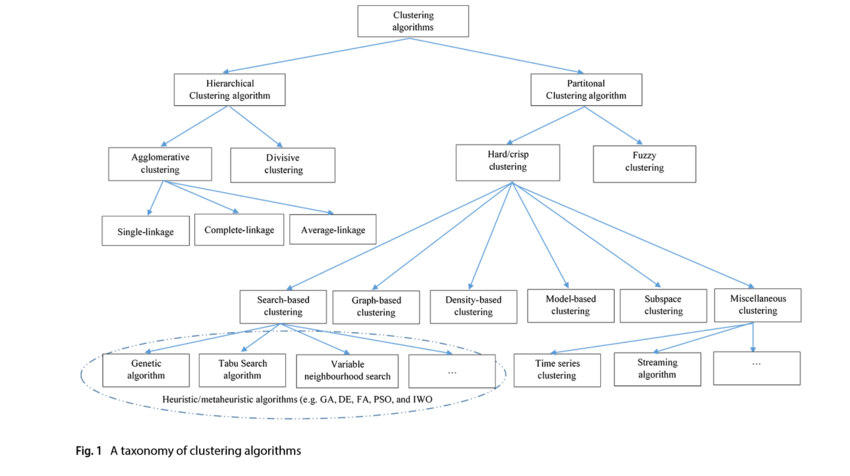 Clustering
algorithms
Hierarchical
Clustering algorithm
Partitonal
Clustering algorithm
Agglomerative
clustering
Divisive
clustering
Hard/crisp
clustering
Fuzzy
clustering
Single-linkage
Complete-linkage
Average-linkage
Search-based
clustering
Graph-based
clustering
Density-based
clustering
Model-based
clustering
Subspace
clustering
Miscellaneous
clustering
Genetic
algorithm
Tabu Search
algorithm
Variable
neighbourhood search
...
Time series
clustering
Streaming
algorithm
...
Heuristic/metaheuristic algorithms (e.g. GA, DE, FA, PSO, and IWO
Fig. 1 A taxonomy of clustering algorithms